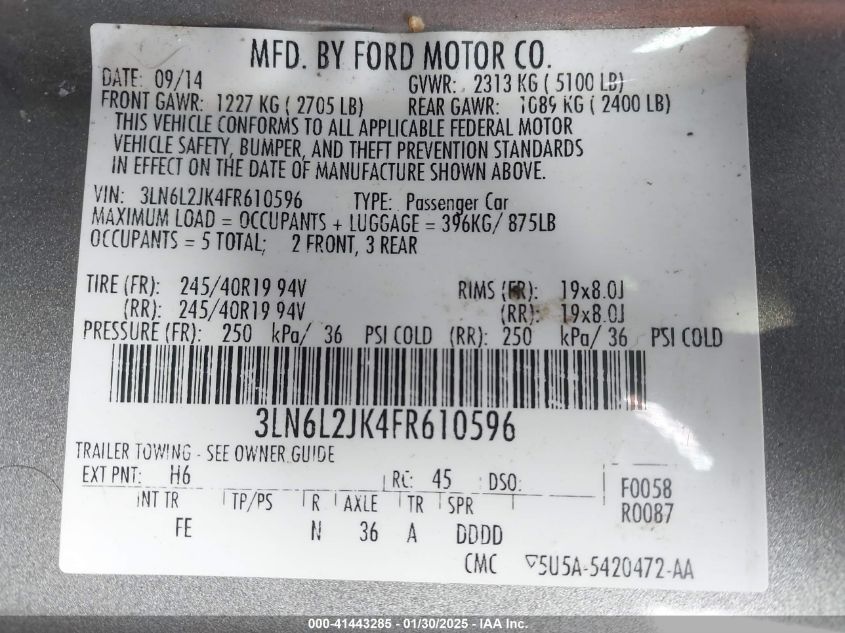 MFD. BY FORD MOTOR CO.
DATE: 09/14 GVWR: 2313 KG ( 5100 LB)
FRONT GAWR: 1227 KG ( 2705 LB) REAR GAWR: 1089 KG ( 2400 LB)
THIS VEHICLE CONFORMS TO ALL APPLICABLE FEDERAL MOTOR
VEHICLE SAFETY, BUMPER, AND THEFT PREVENTION STANDARDS
IN EFFECT ON THE DATE OF MANUFACTURE SHOWN ABOVE.
VIN: 3LN6L2JK4FR610596 TYPE: Passenger Car
MAXIMUM LOAD = OCCUPANTS + LUGGAGE = 396KG/ 875LB
OCCUPANTS = 5 TOTAL; 2 FRONT, 3 REAR
TIRE (FR): 245/40R19 94V RIMS (FR): 19x8.0J
(RR): 245/40R19 94V (RR): 19x8.0J
PRESSURE (FR): 250 kPa/ 36 PSI COLD (RR): 250 kPa/ 36 PSI COLD
3LN6L2JK4FR610596
TRAILER TOWING - SEE OWNER GUIDE
EXT PNT: H6 RC: 45 DSO: F0058
R0087
INT TR TP/PS R AXLE TR SPR
FE N 36 A DDDD
CMC 5U5A-5420472-AA
000-41443285 - 01/30/2025 - IAA Inc.